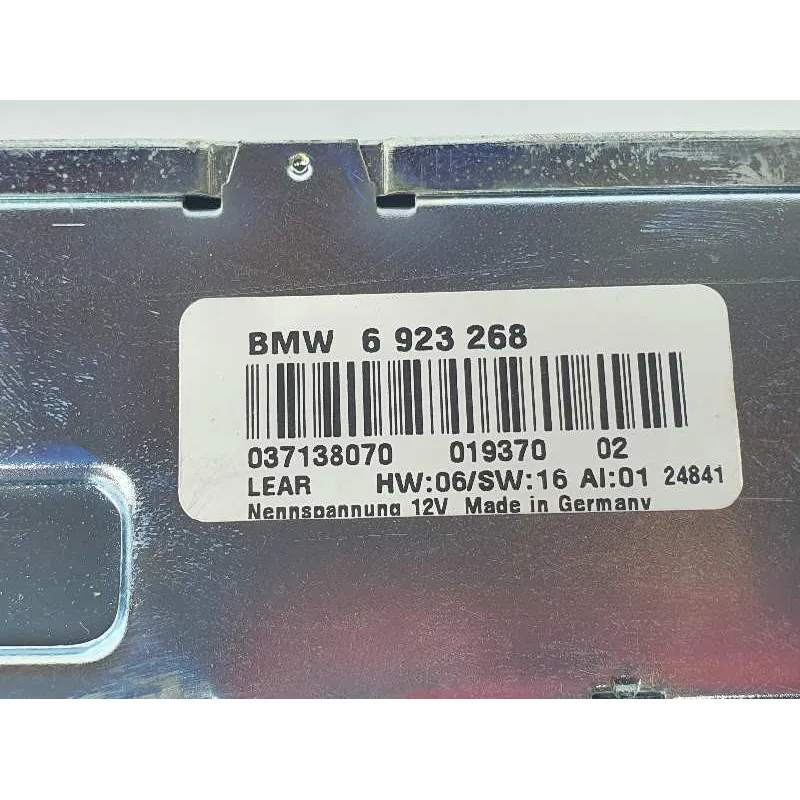 BMW 6 923 268
037138070 019370 02
LEAR HW:06/SW:16 AI:01 24841
Nennspannung 12V Made in Germany